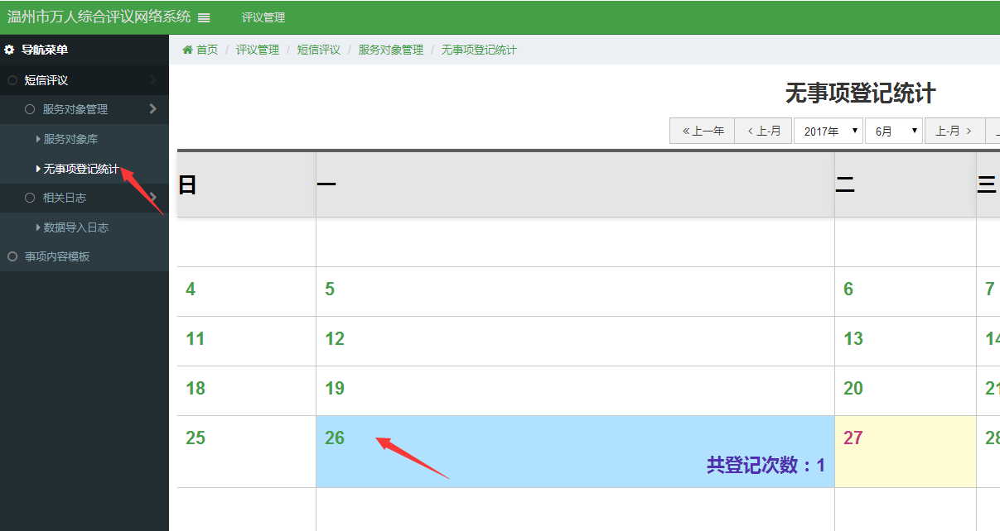 温州市万人综合评议网络系统 评议管理
导航菜单
首页 / 评议管理 / 短信评议 / 服务对象管理 / 无事项登记统计
短信评议
服务对象管理
服务对象库
无事项登记统计
相关日志
数据导入日志
事项内容模板
无事项登记统计
上一年 上-月 2017年 6月 上-月
日 一 二 三
4 5 6 7
11 12 13
18 19 20 21
25 26 27 28
共登记次数：1